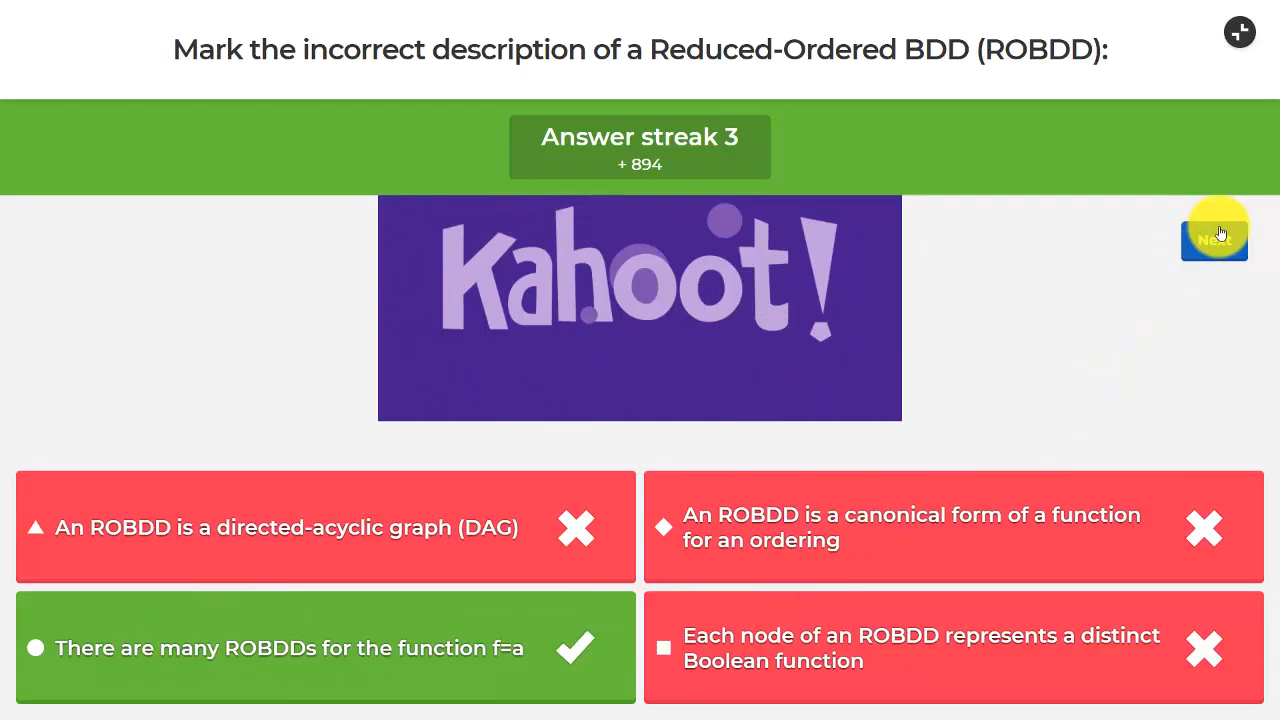 Mark the incorrect description of a Reduced-Ordered BDD (ROBDD):
Answer streak 3
+ 894
Kahoot!
Next
An ROBDD is a directed-acyclic graph (DAG)
An ROBDD is a canonical form of a function
for an ordering
There are many ROBDDs for the function f=a
Each node of an ROBDD represents a distinct
Boolean function